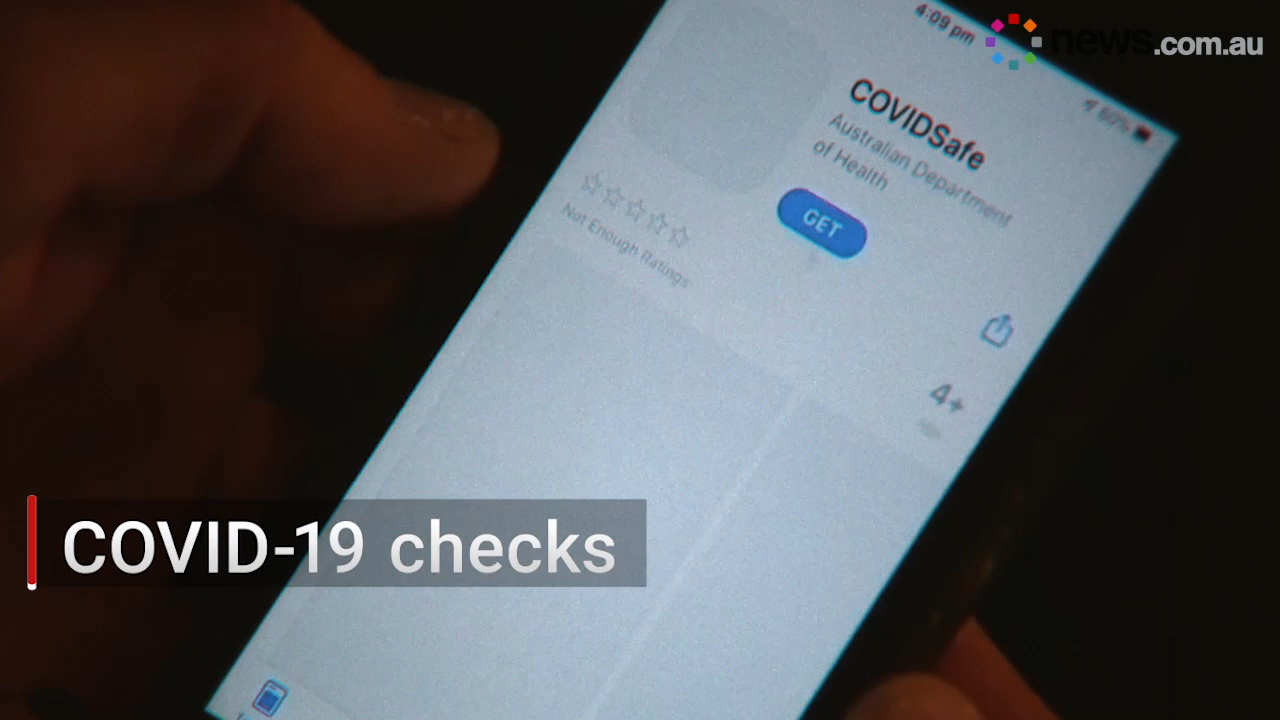 4:09 pm
news.com.au
60%
COVIDSafe
Australian Department
of Health
GET
Not Enough Ratings
4+
COVID-19 checks